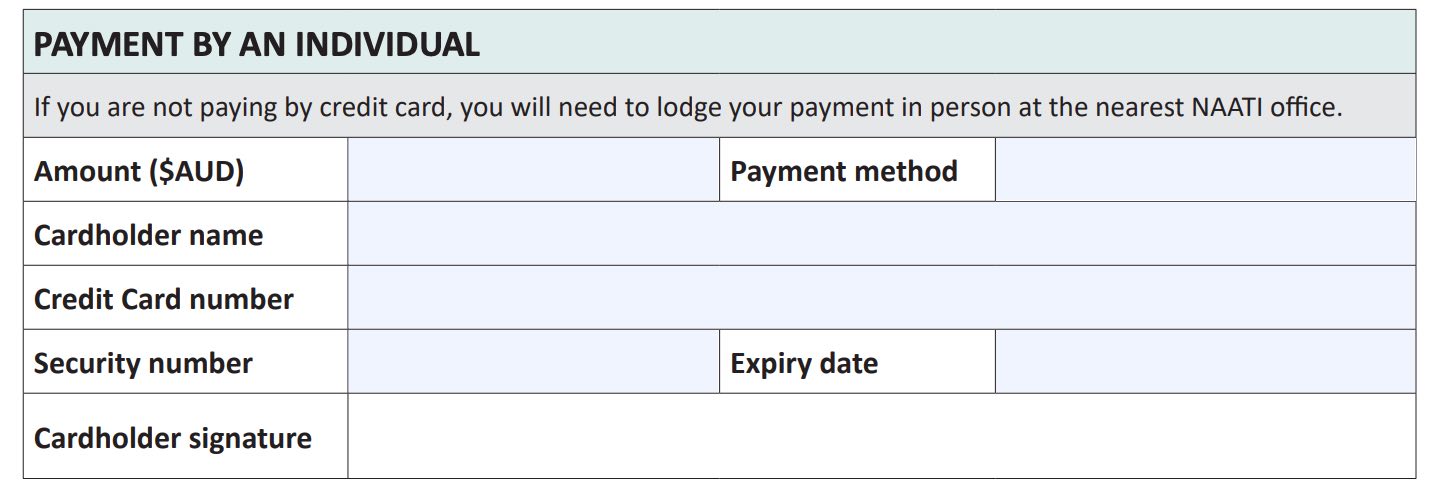 PAYMENT BY AN INDIVIDUAL
If you are not paying by credit card, you will need to lodge your payment in person at the nearest NAATI office.
Amount ($AUD) Payment method
Cardholder name
Credit Card number
Security number Expiry date
Cardholder signature